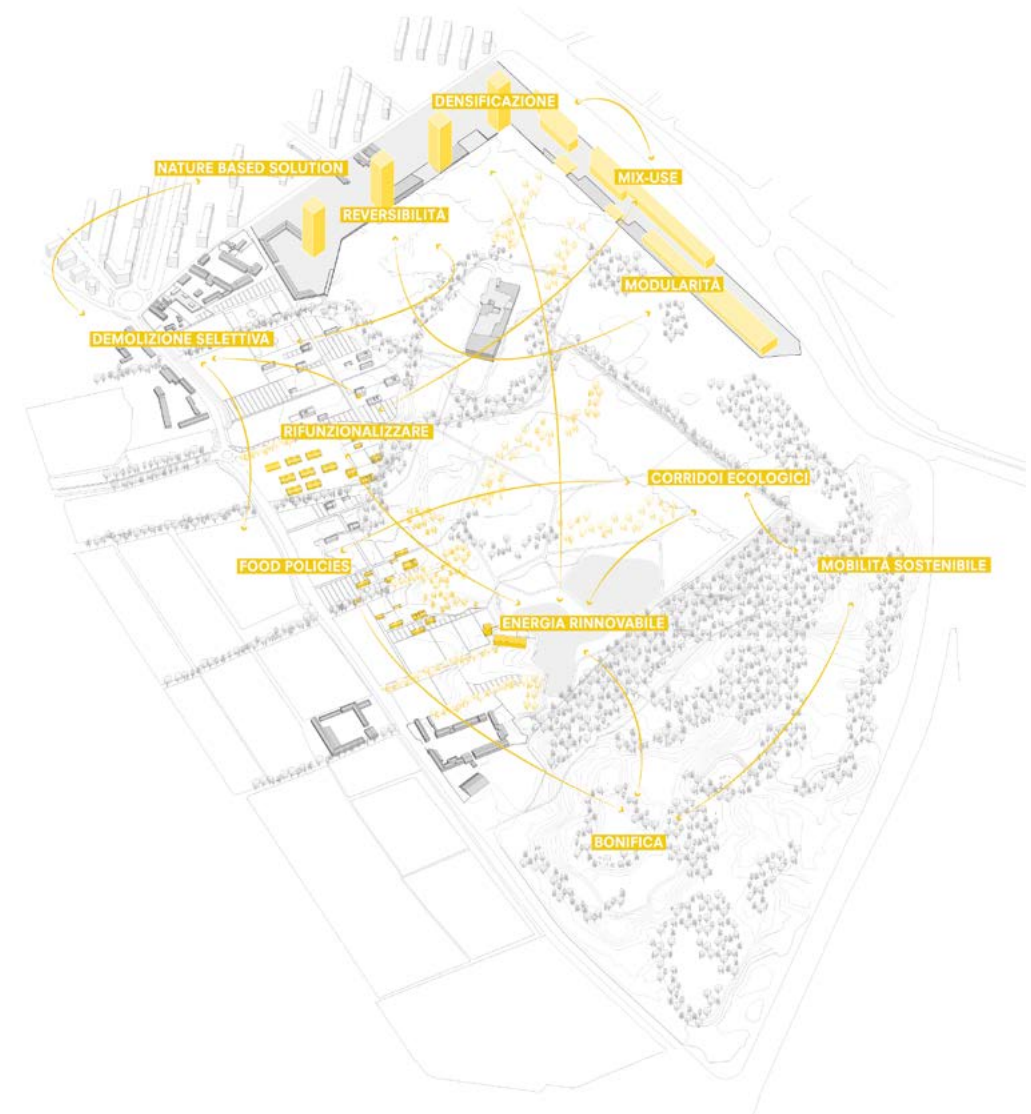 DENSIFICAZIONE
NATURE BASED SOLUTION
MIX-USE
REVERSIBILITÀ
MODULARITÀ
DEMOLIZIONE SELETTIVA
RIFUNZIONALIZZARE
CORRIDOI ECOLOGICI
FOOD POLICIES
MOBILITÀ SOSTENIBILE
ENERGIA RINNOVABILE
BONIFICA